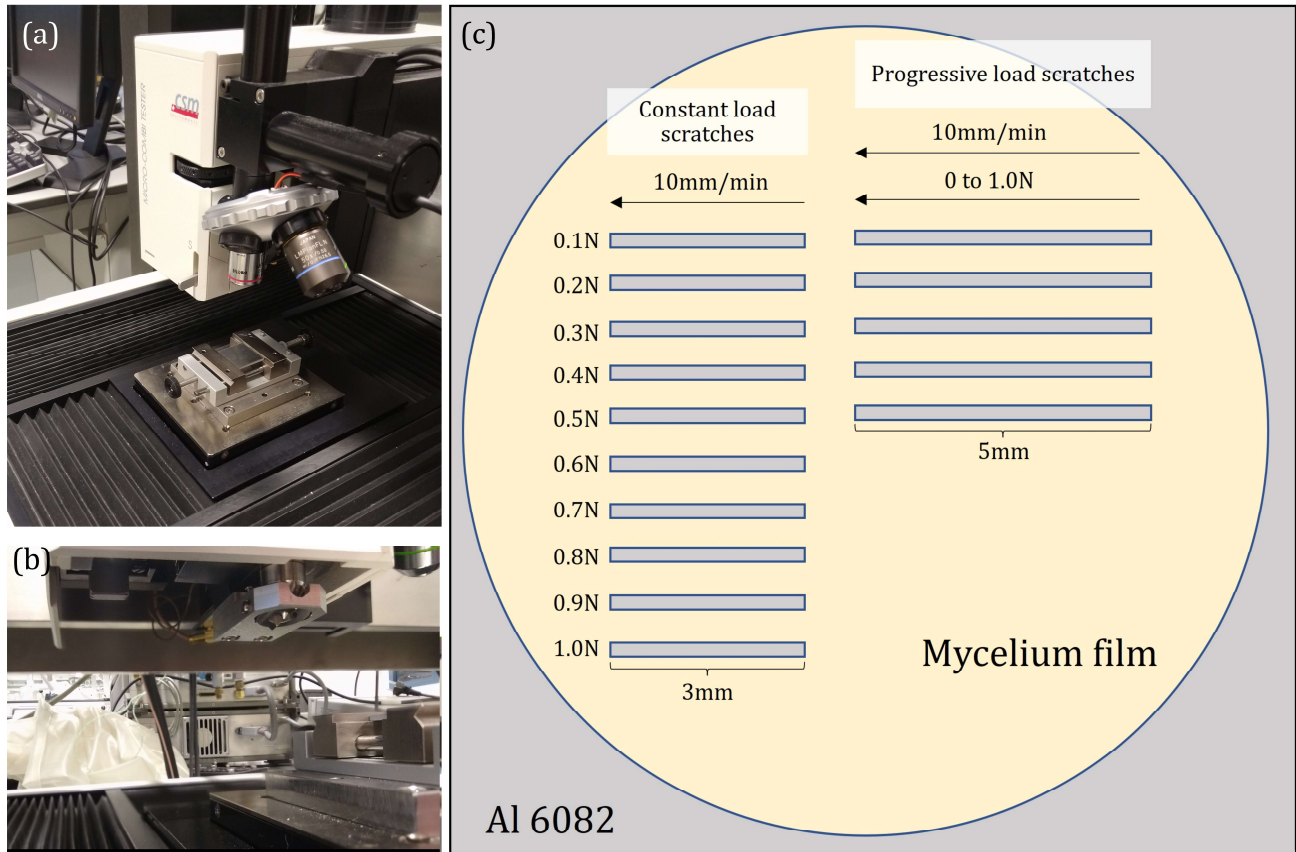 (a)
csm
MICRO-COMBI TESTER
JAPAN
LMPlanFLN
(b)
(c)
Constant load
scratches
10mm/min
0.1N
0.2N
0.3N
0.4N
0.5N
0.6N
0.7N
0.8N
0.9N
1.0N
3mm
Progressive load scratches
10mm/min
0 to 1.0N
5mm
Mycelium film
Al 6082